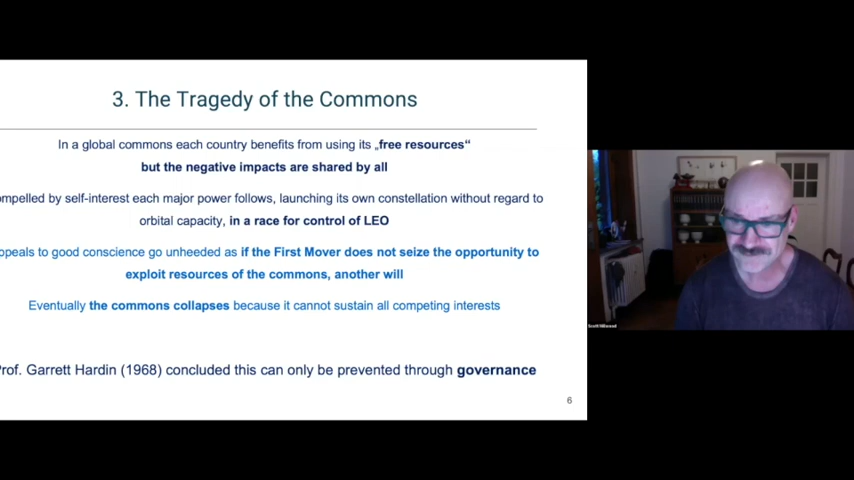 3. The Tragedy of the Commons
In a global commons each country benefits from using its „free resources“
but the negative impacts are shared by all
ompelled by self-interest each major power follows, launching its own constellation without regard to
orbital capacity, in a race for control of LEO
ppeals to good conscience go unheeded as if the First Mover does not seize the opportunity to
exploit resources of the commons, another will
Eventually the commons collapses because it cannot sustain all competing interests
Prof. Garrett Hardin (1968) concluded this can only be prevented through governance
6